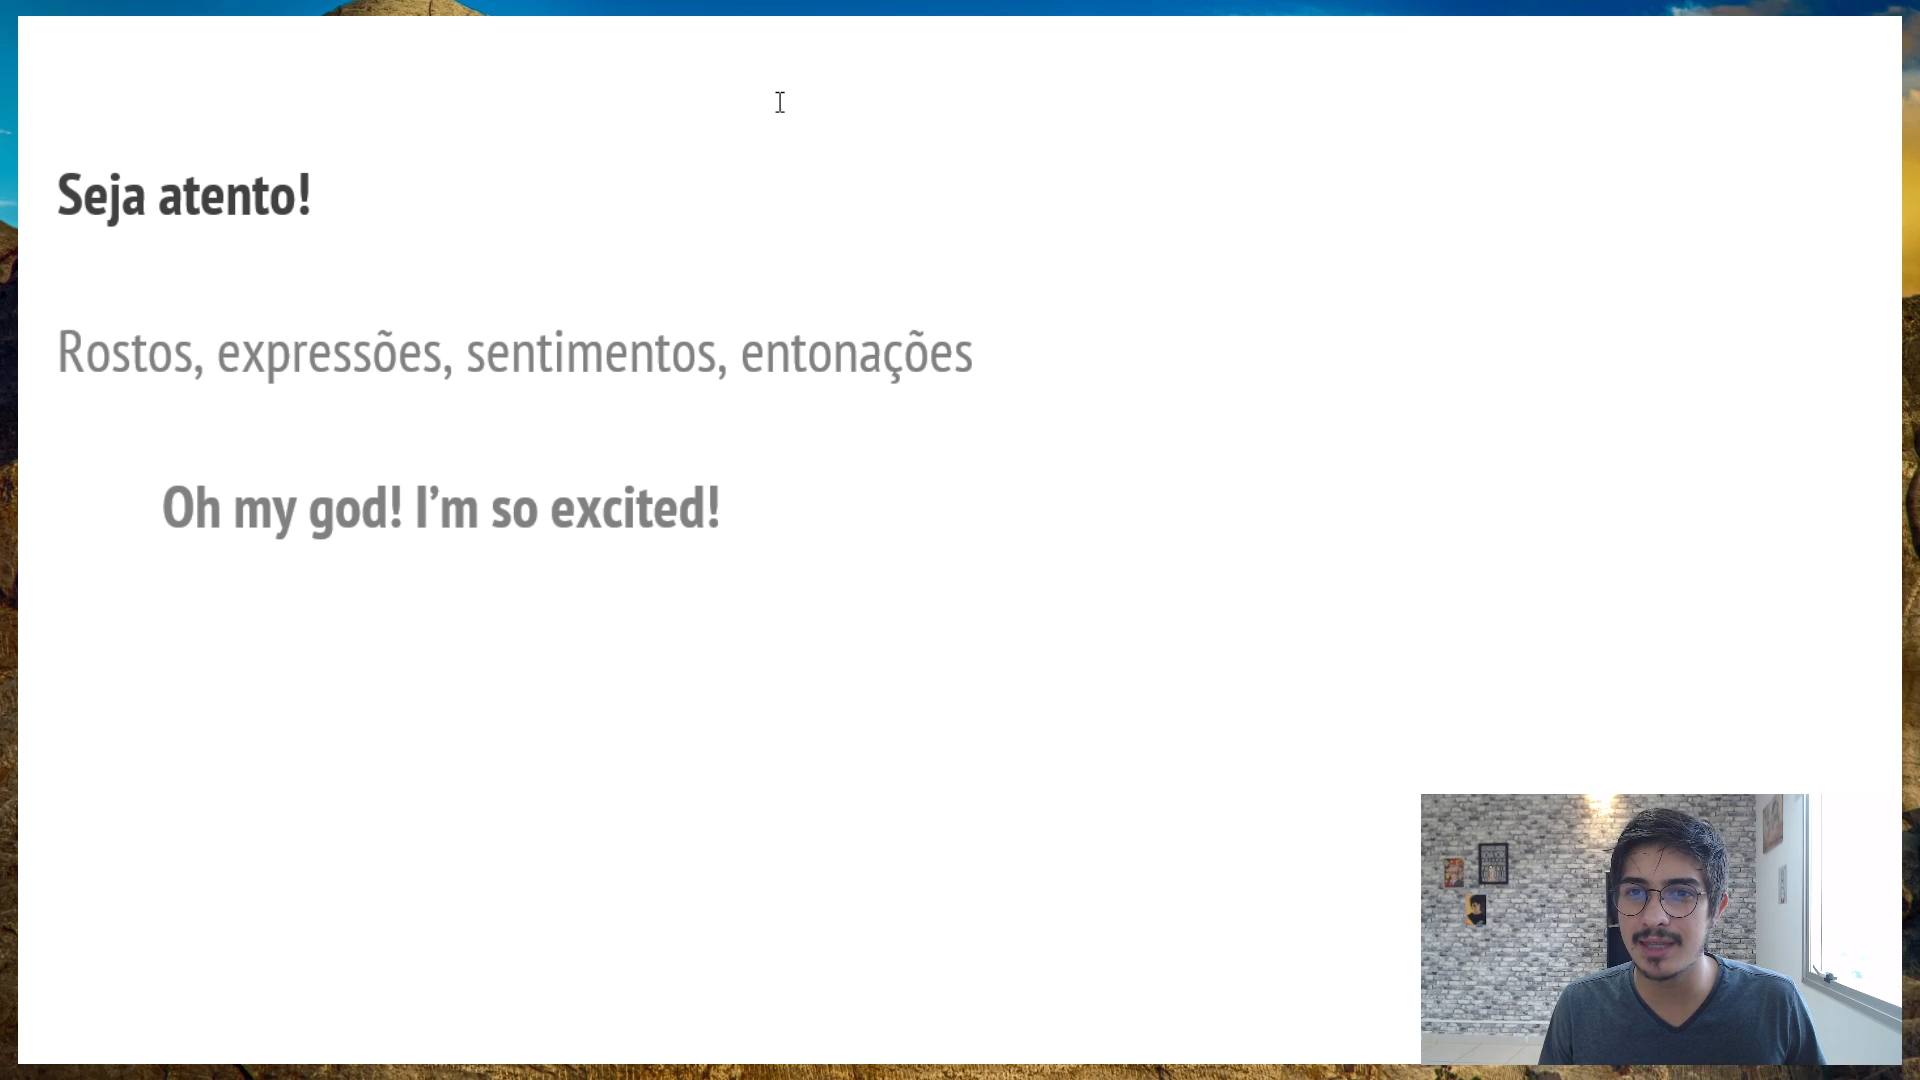 Seja atento!
Rostos, expressões, sentimentos, entonações
Oh my god! I’m so excited!